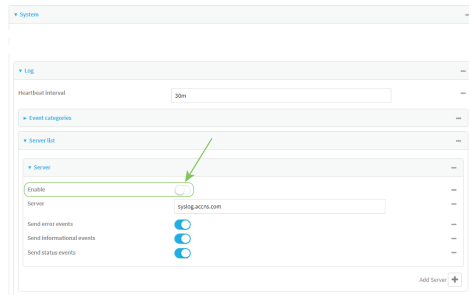 System
Log
Heartbeat interval
30m
Event categories
Server list
Server
Enable
Server
syslog.accns.com
Send error events
Send informational events
Send status events
Add Server